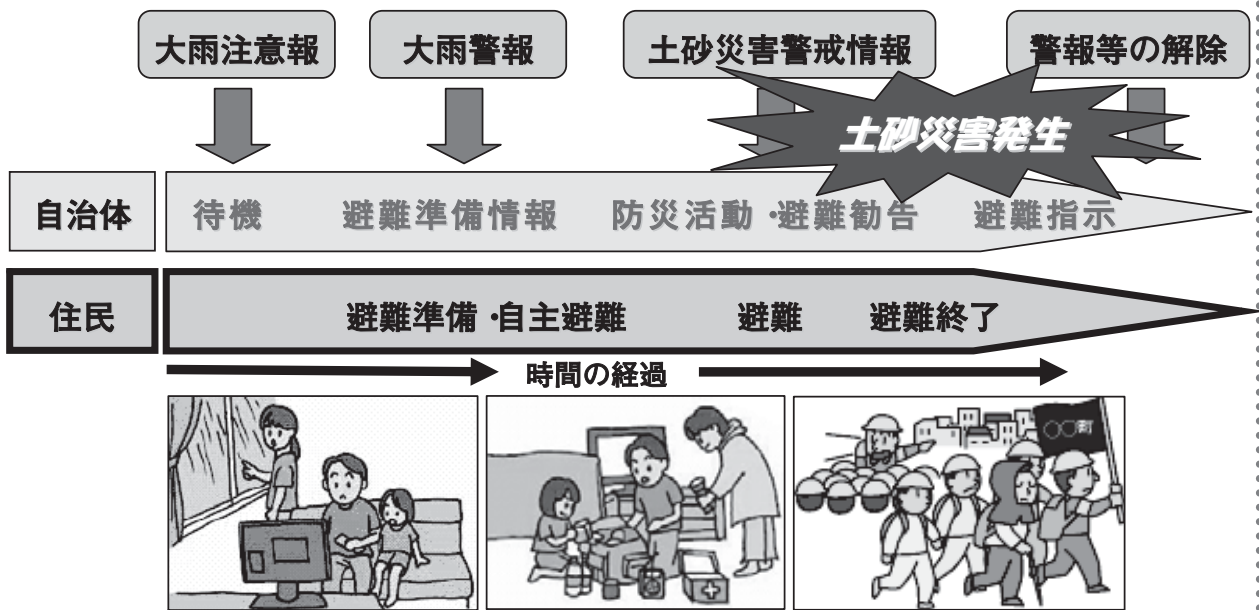 大雨注意報
大雨警報
土砂災害警戒情報
警報等の解除
土砂災害発生
自治体
待機
避難準備情報
防災活動・避難勧告
避難指示
住民
避難準備・自主避難
避難
避難終了
時間の経過
〇〇町